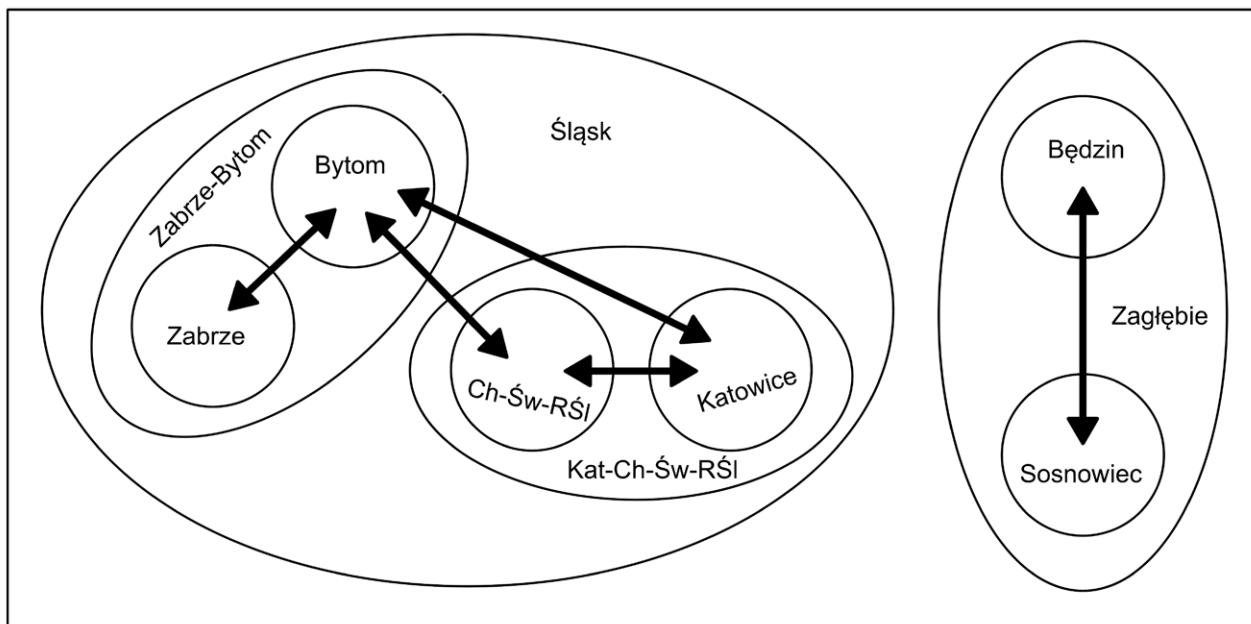 Śląsk
Zabrze-Bytom
Bytom
Zabrze
Ch-Św-RŚl
Katowice
Kat-Ch-Św-RŚl
Będzin
Zagłębie
Sosnowiec